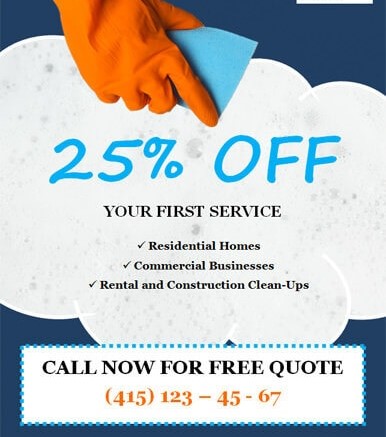 25% OFF
YOUR FIRST SERVICE
✓ Residential Homes
✓ Commercial Businesses
✓ Rental and Construction Clean-Ups
CALL NOW FOR FREE QUOTE
(415) 123 – 45 - 67